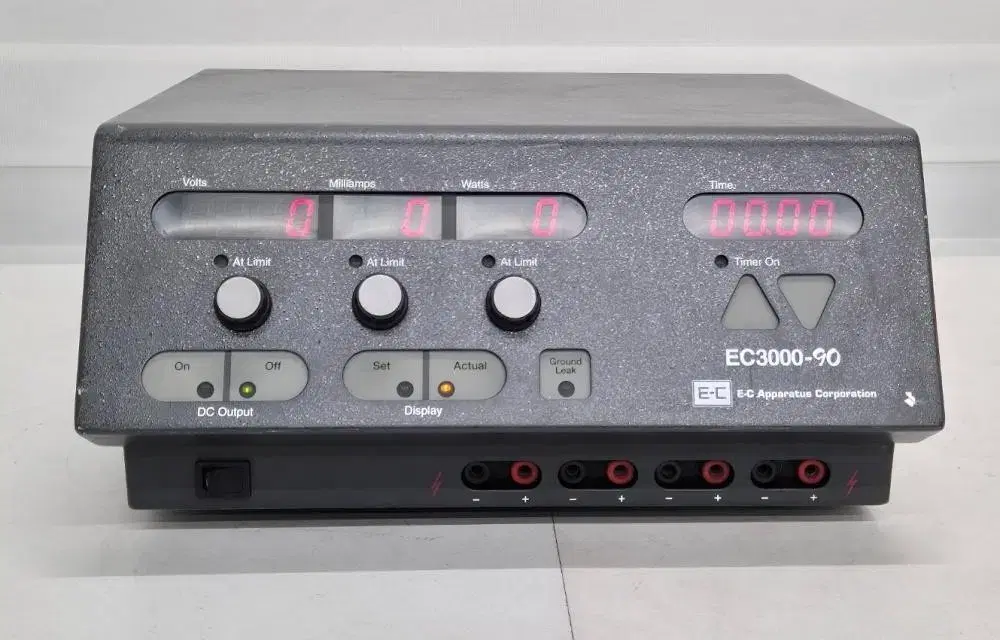 Volts Milliamps Watts Time
0 0 0 00.00
At Limit At Limit At Limit Timer On
On Off Set Actual Ground
Leak
DC Output Display
EC3000-90
E-C E-C Apparatus Corporation
- + - + - + - +